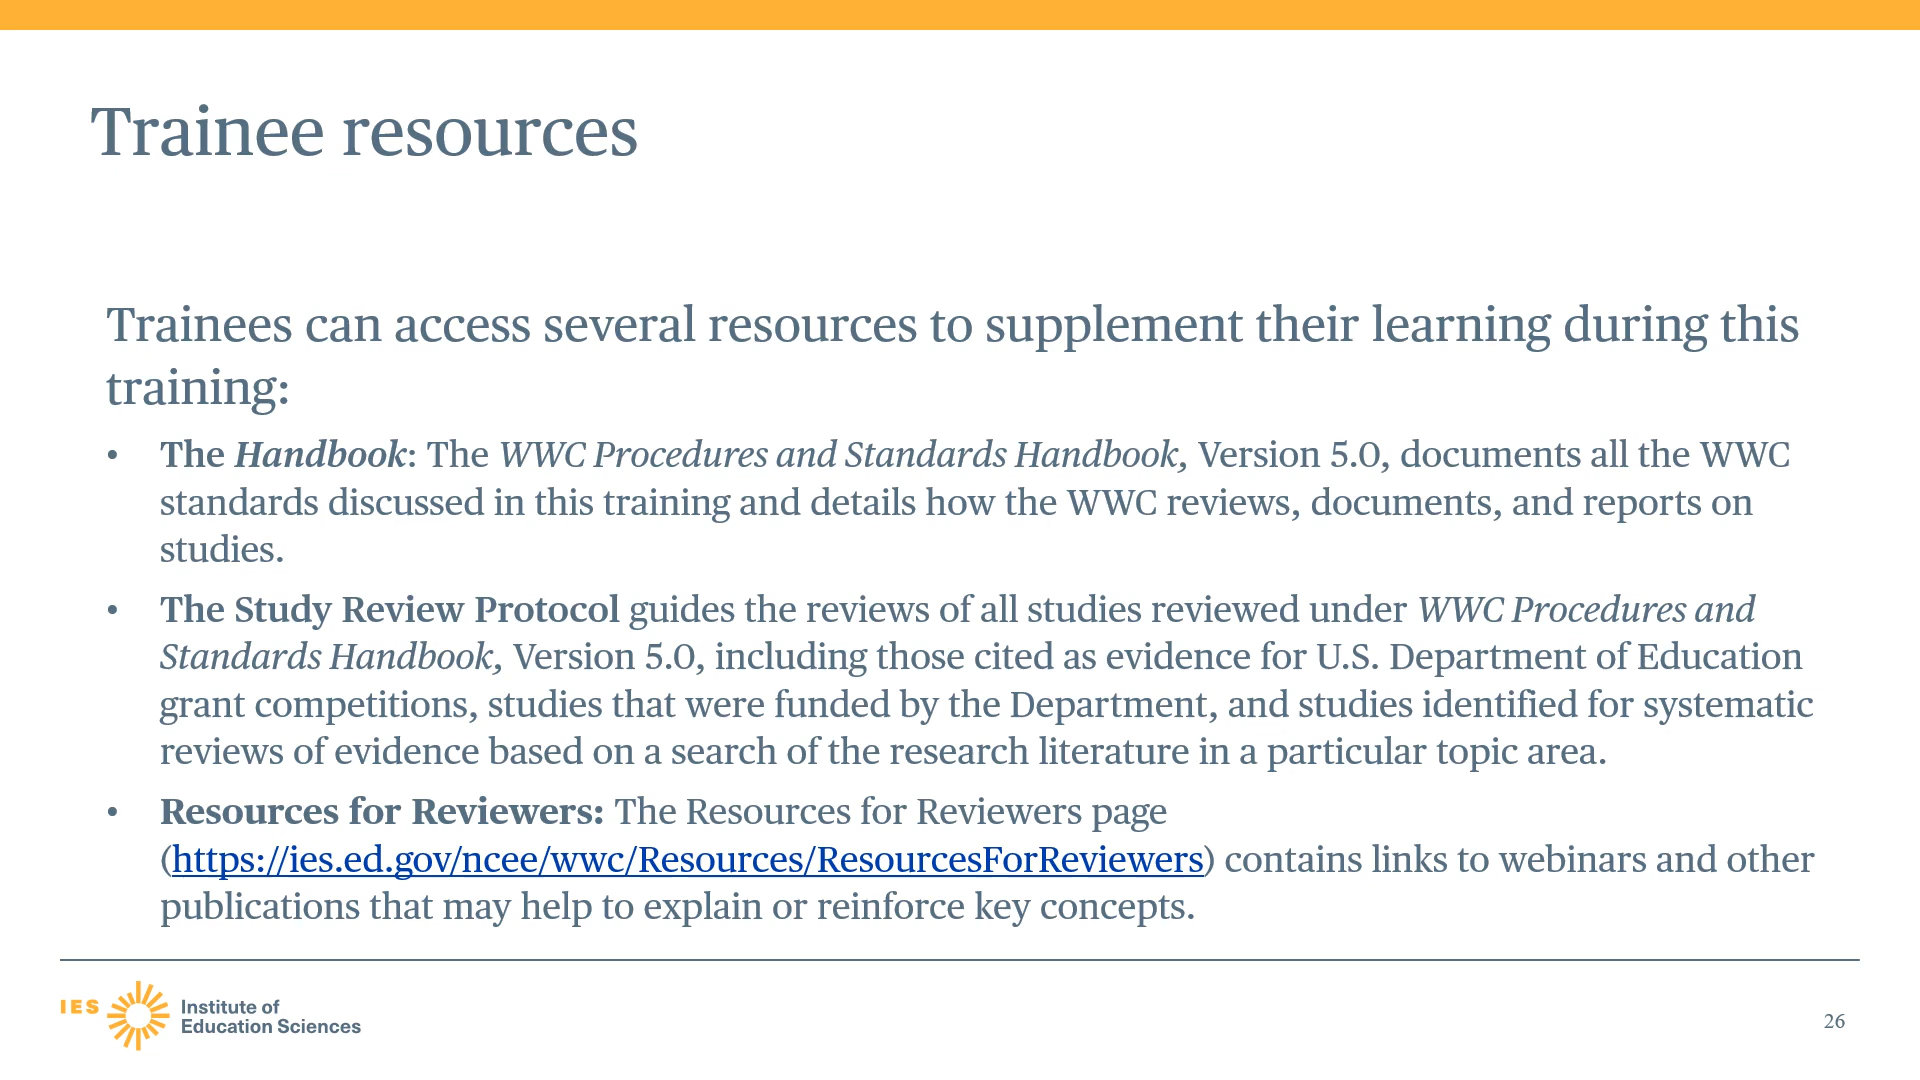 Trainee resources
Trainees can access several resources to supplement their learning during this
training:
• The Handbook: The WWC Procedures and Standards Handbook, Version 5.0, documents all the WWC
standards discussed in this training and details how the WWC reviews, documents, and reports on
studies.
• The Study Review Protocol guides the reviews of all studies reviewed under WWC Procedures and
Standards Handbook, Version 5.0, including those cited as evidence for U.S. Department of Education
grant competitions, studies that were funded by the Department, and studies identified for systematic
reviews of evidence based on a search of the research literature in a particular topic area.
• Resources for Reviewers: The Resources for Reviewers page
(https://ies.ed.gov/ncee/wwc/Resources/ResourcesForReviewers) contains links to webinars and other
publications that may help to explain or reinforce key concepts.
IES Institute of
Education Sciences
26